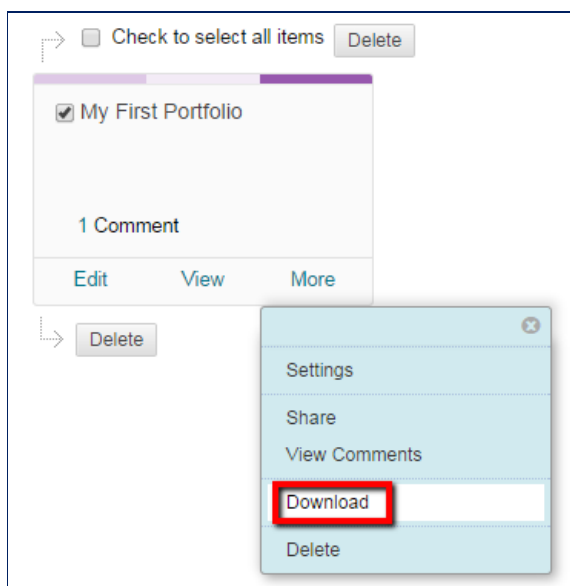 Check to select all items Delete
My First Portfolio
1 Comment
Edit View More
Delete
Settings
Share
View Comments
Download
Delete